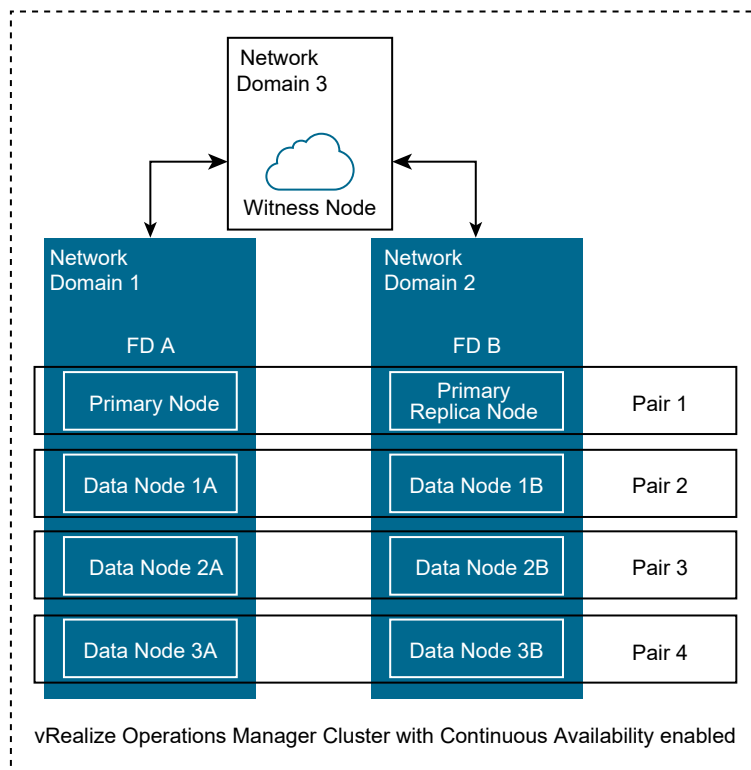 Network
Domain 3
Witness Node
Network
Domain 1
Network
Domain 2
FD A
FD B
Primary Node
Primary
Replica Node
Pair 1
Data Node 1A
Data Node 1B
Pair 2
Data Node 2A
Data Node 2B
Pair 3
Data Node 3A
Data Node 3B
Pair 4
vRealize Operations Manager Cluster with Continuous Availability enabled